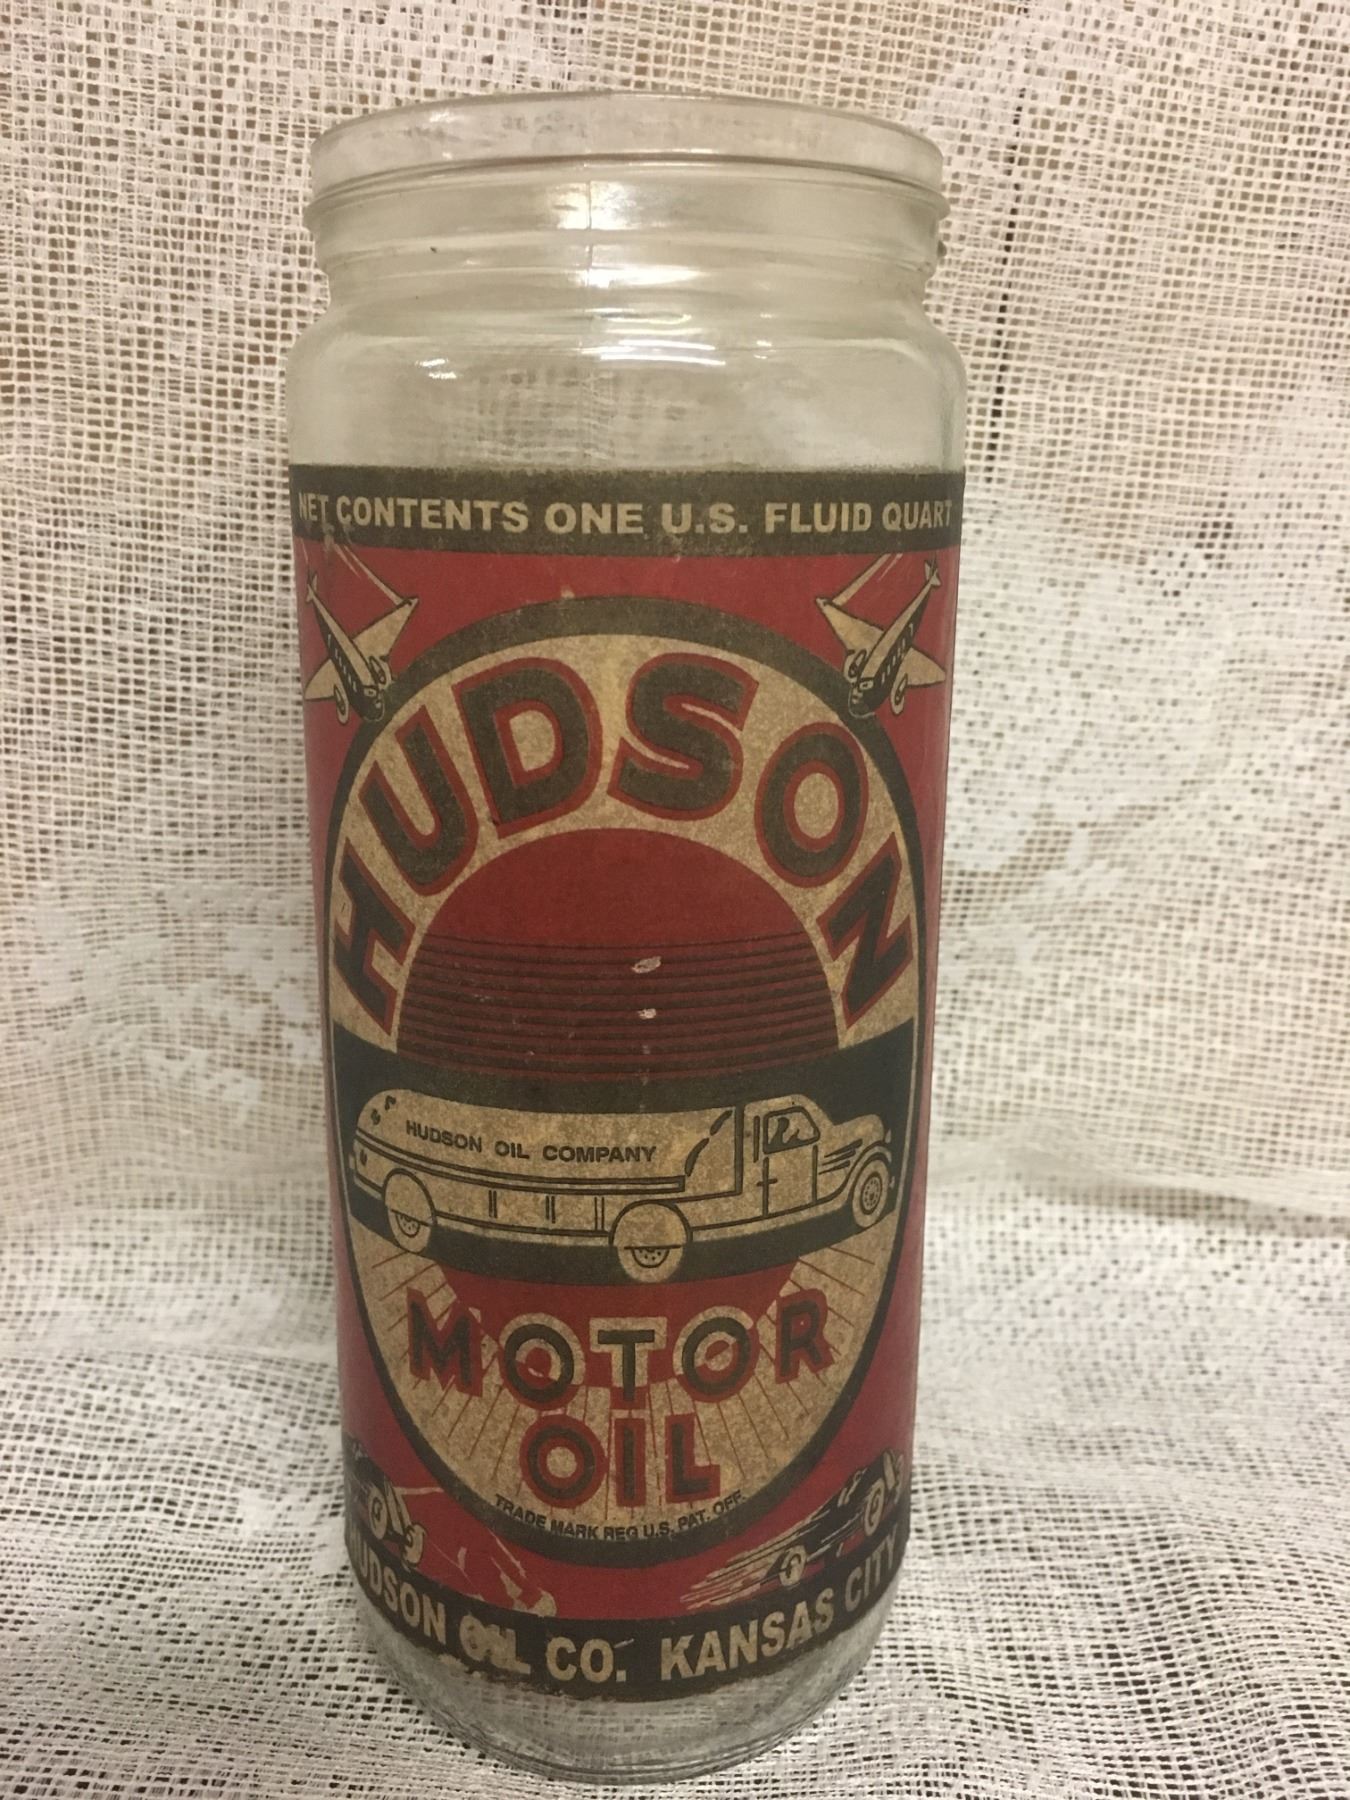 NET CONTENTS ONE U.S. FLUID QUART
HUDSON
HUDSON OIL COMPANY
MOTOR
OIL
TRADE MARK REG U.S. PAT. OFF.
HUDSON OIL CO. KANSAS CITY